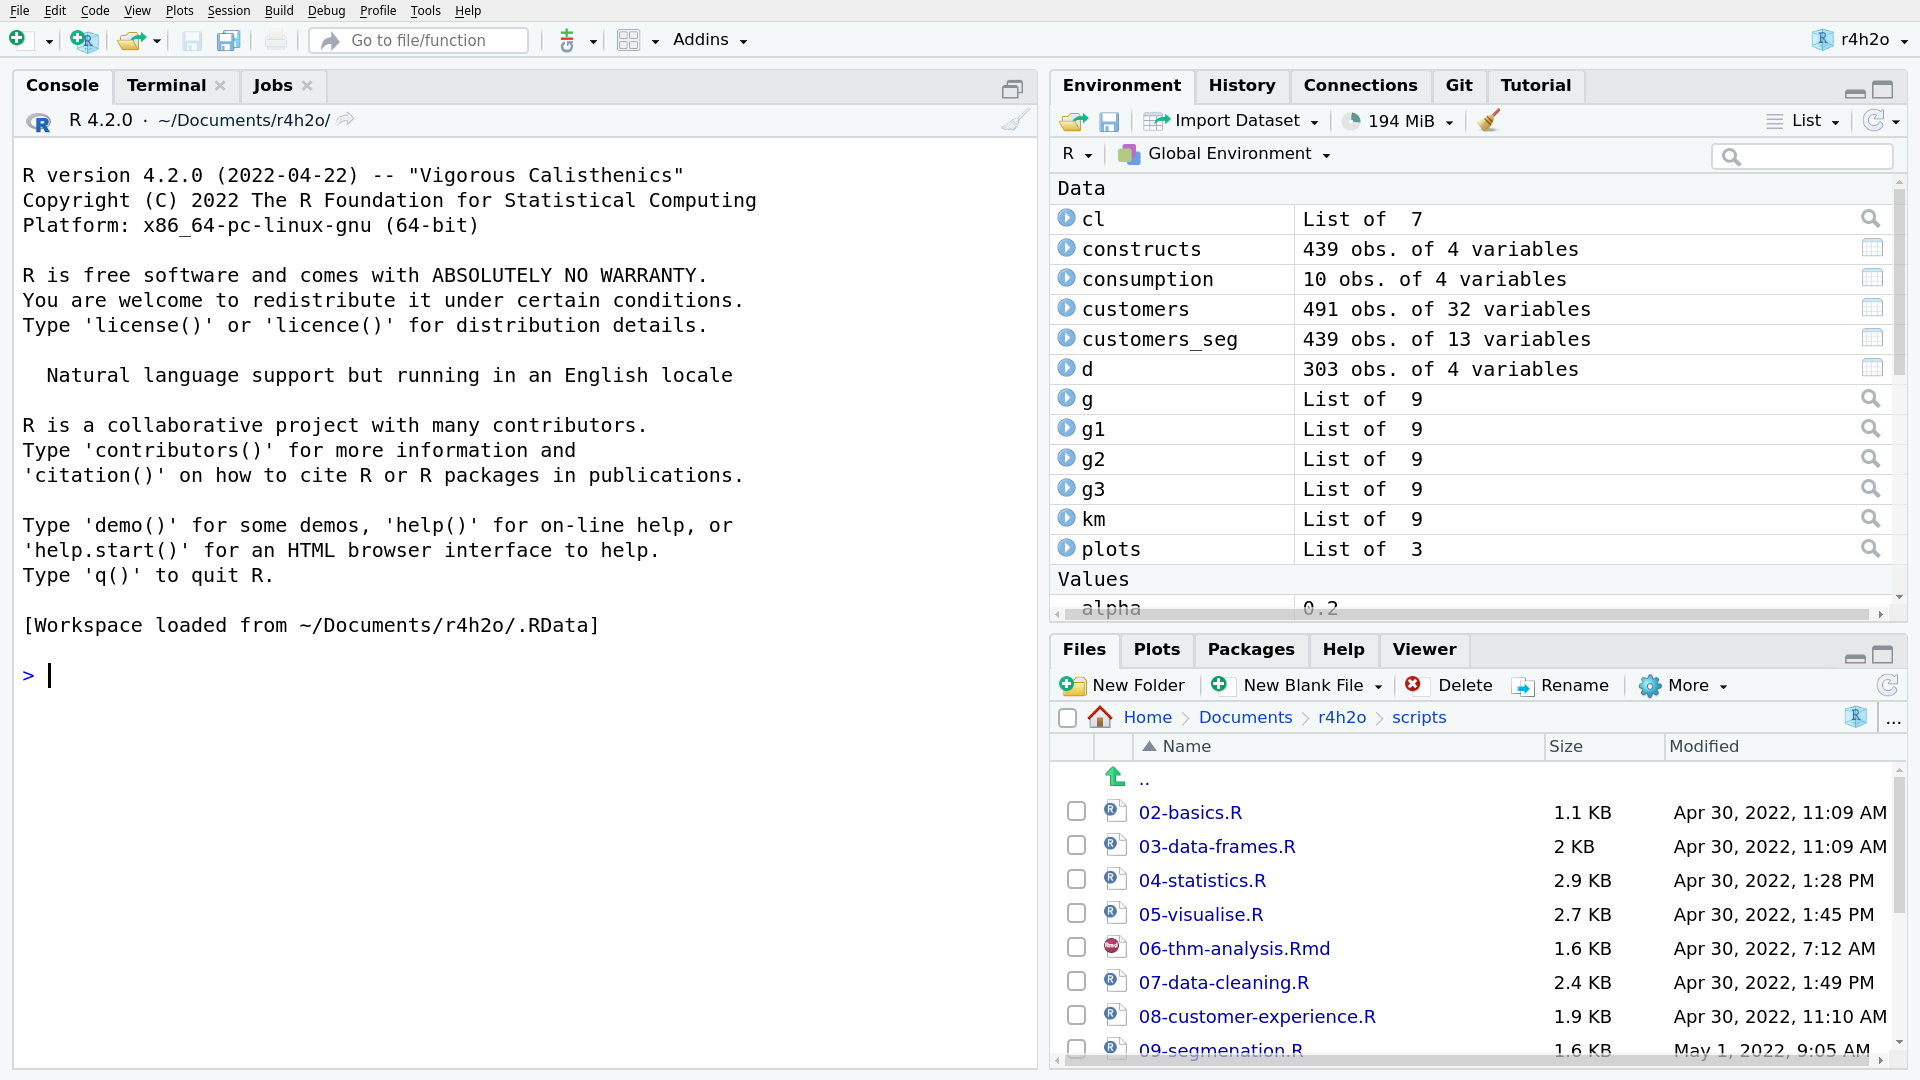 File Edit Code View Plots Session Build Debug Profile Tools Help
Go to file/function Addins r4h2o
Console Terminal Jobs
R 4.2.0 · ~/Documents/r4h2o/
R version 4.2.0 (2022-04-22) -- "Vigorous Calisthenics"
Copyright (C) 2022 The R Foundation for Statistical Computing
Platform: x86_64-pc-linux-gnu (64-bit)
R is free software and comes with ABSOLUTELY NO WARRANTY.
You are welcome to redistribute it under certain conditions.
Type 'license()' or 'licence()' for distribution details.
Natural language support but running in an English locale
R is a collaborative project with many contributors.
Type 'contributors()' for more information and
'citation()' on how to cite R or R packages in publications.
Type 'demo()' for some demos, 'help()' for on-line help, or
'help.start()' for an HTML browser interface to help.
Type 'q()' to quit R.
[Workspace loaded from ~/Documents/r4h2o/.RData]
>
Environment History Connections Git Tutorial
Import Dataset 194 MiB List
R Global Environment
Data
cl List of 7
constructs 439 obs. of 4 variables
consumption 10 obs. of 4 variables
customers 491 obs. of 32 variables
customers_seg 439 obs. of 13 variables
d 303 obs. of 4 variables
g List of 9
g1 List of 9
g2 List of 9
g3 List of 9
km List of 9
plots List of 3
Values
alpha 0.2
Files Plots Packages Help Viewer
New Folder New Blank File Delete Rename More
Home Documents r4h2o scripts ...
Name Size Modified
..
02-basics.R 1.1 KB Apr 30, 2022, 11:09 AM
03-data-frames.R 2 KB Apr 30, 2022, 11:09 AM
04-statistics.R 2.9 KB Apr 30, 2022, 1:28 PM
05-visualise.R 2.7 KB Apr 30, 2022, 1:45 PM
06-thm-analysis.Rmd 1.6 KB Apr 30, 2022, 7:12 AM
07-data-cleaning.R 2.4 KB Apr 30, 2022, 1:49 PM
08-customer-experience.R 1.9 KB Apr 30, 2022, 11:10 AM
09-segmenation.R 1.6 KB May 1, 2022, 9:05 AM